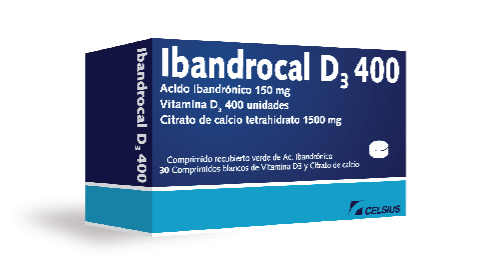 Ibandrocal D3 400
Ibandrocal D3 400
Acido Ibandrónico 150 mg
Vitamina D3 400 unidades
Citrato de calcio tetrahidrato 1500 mg
Comprimido recubierto verde de Ac. Ibandrónico
30 Comprimidos blancos de Vitamina D3 y Citrato de calcio
CELSIUS